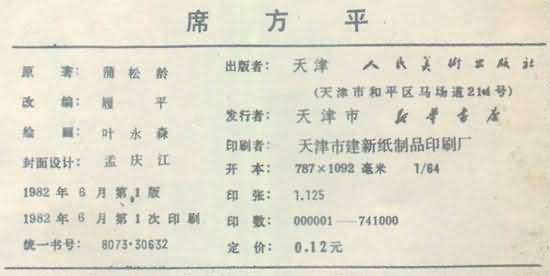 席方平
原著：蒲松龄
改编：履平
绘画：叶永森
封面设计：孟庆江
1982年6月第1版
1982年6月第1次印刷
统一书号：8073·30632
出版者：天津人民美术出版社
(天津市和平区马场道21号)
发行者：天津市新华书店
印刷者：天津市建新纸制品印刷厂
开本：787×1092毫米 1/64
印张：1.125
印数：000001—741000
定价：0.12元